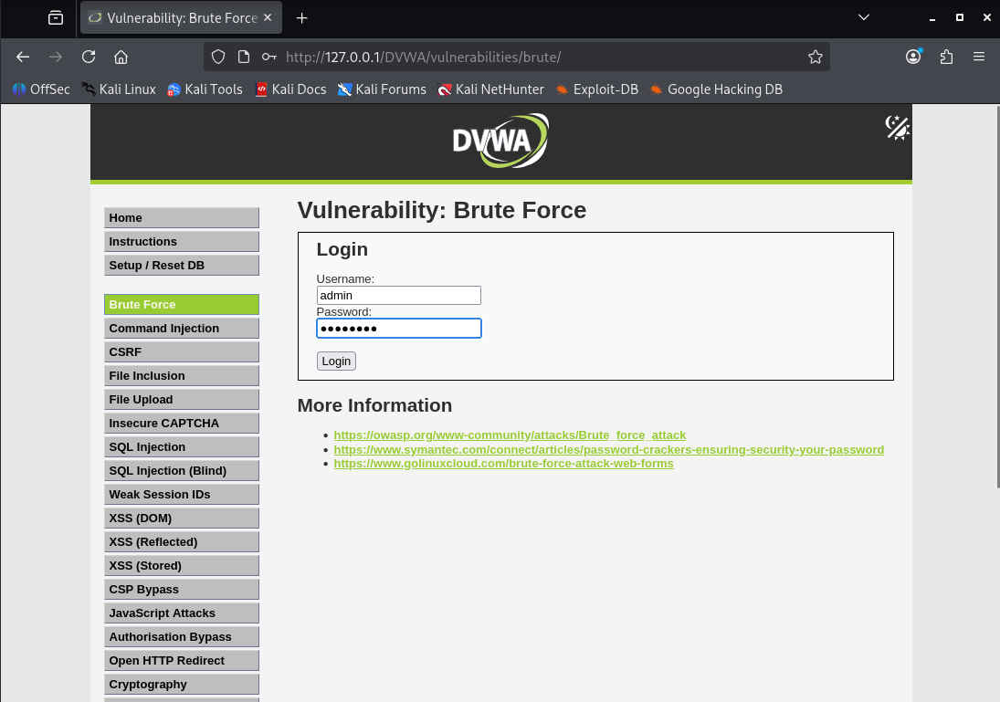 Vulnerability: Brute Force
http://127.0.0.1/DVWA/vulnerabilities/brute/
OffSec Kali Linux Kali Tools Kali Docs Kali Forums Kali NetHunter Exploit-DB Google Hacking DB
DVWA
Home
Instructions
Setup / Reset DB
Brute Force
Command Injection
CSRF
File Inclusion
File Upload
Insecure CAPTCHA
SQL Injection
SQL Injection (Blind)
Weak Session IDs
XSS (DOM)
XSS (Reflected)
XSS (Stored)
CSP Bypass
JavaScript Attacks
Authorisation Bypass
Open HTTP Redirect
Cryptography
Vulnerability: Brute Force
Login
Username:
admin
Password:
●●●●●●●●
Login
More Information
• https://owasp.org/www-community/attacks/Brute_force_attack
• https://www.symantec.com/connect/articles/password-crackers-ensuring-security-your-password
• https://www.golinuxcloud.com/brute-force-attack-web-forms